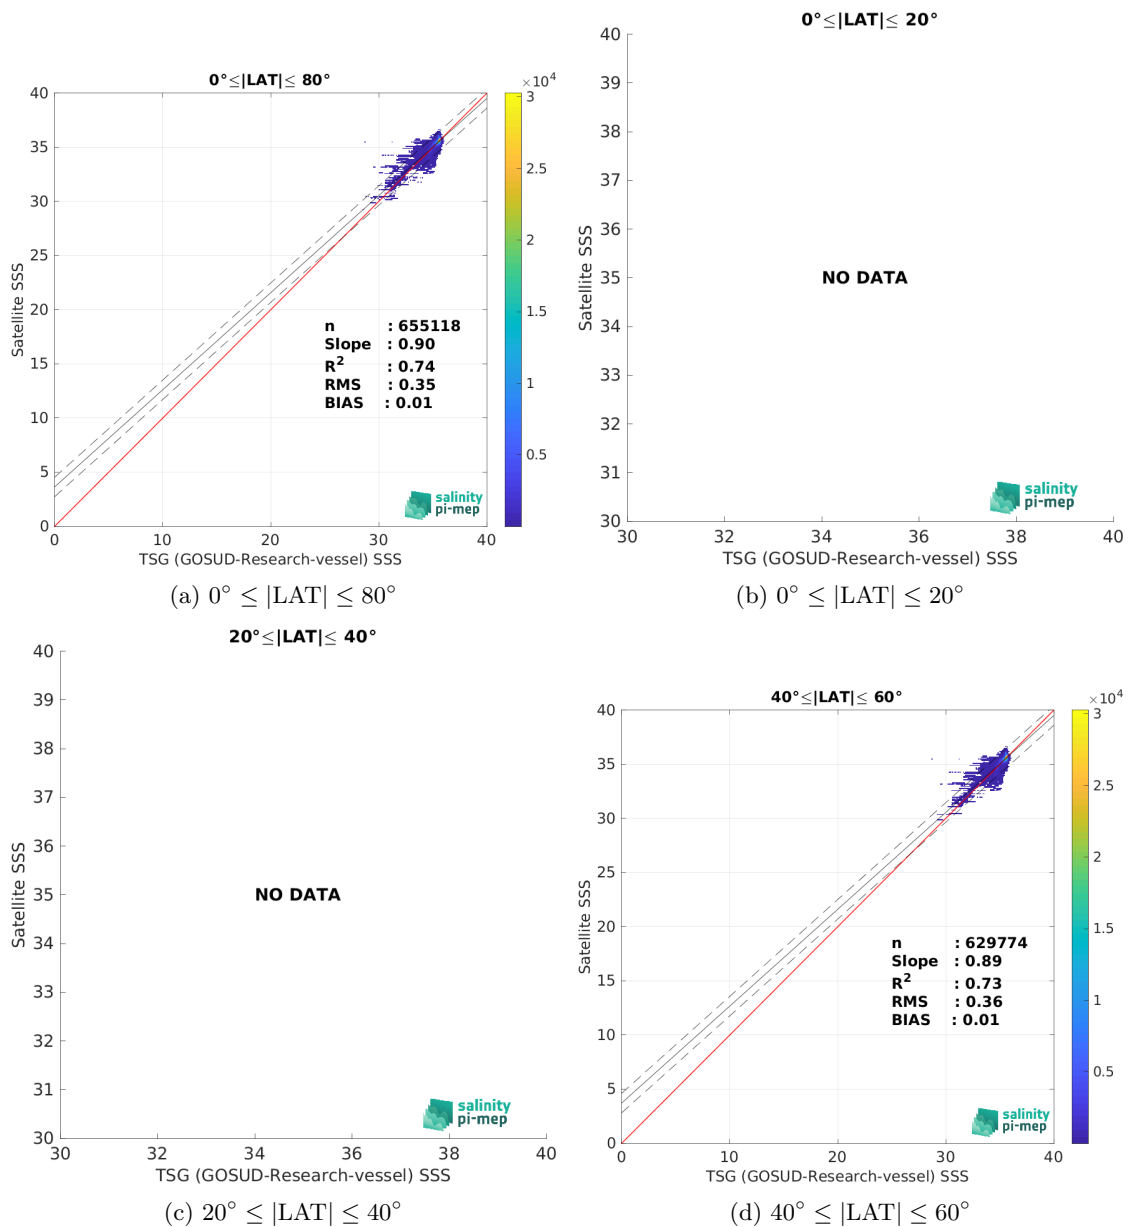 0°≤|LAT|≤ 80°
×10⁴
40
35
30
25
20
15
10
5
0
Satellite SSS
n : 655118
Slope : 0.90
R² : 0.74
RMS : 0.35
BIAS : 0.01
salinity
pi-mep
3
2.5
2
1.5
1
0.5
0 10 20 30 40
TSG (GOSUD-Research-vessel) SSS
(a) 0° ≤ |LAT| ≤ 80°
0°≤|LAT|≤ 20°
40
39
38
37
36
35
34
33
32
31
30
Satellite SSS
NO DATA
salinity
pi-mep
30 32 34 36 38 40
TSG (GOSUD-Research-vessel) SSS
(b) 0° ≤ |LAT| ≤ 20°
20°≤|LAT|≤ 40°
40
39
38
37
36
35
34
33
32
31
30
Satellite SSS
NO DATA
salinity
pi-mep
30 32 34 36 38 40
TSG (GOSUD-Research-vessel) SSS
(c) 20° ≤ |LAT| ≤ 40°
40°≤|LAT|≤ 60°
×10⁴
40
35
30
25
20
15
10
5
0
Satellite SSS
n : 629774
Slope : 0.89
R² : 0.73
RMS : 0.36
BIAS : 0.01
salinity
pi-mep
3
2.5
2
1.5
1
0.5
0 10 20 30 40
TSG (GOSUD-Research-vessel) SSS
(d) 40° ≤ |LAT| ≤ 60°